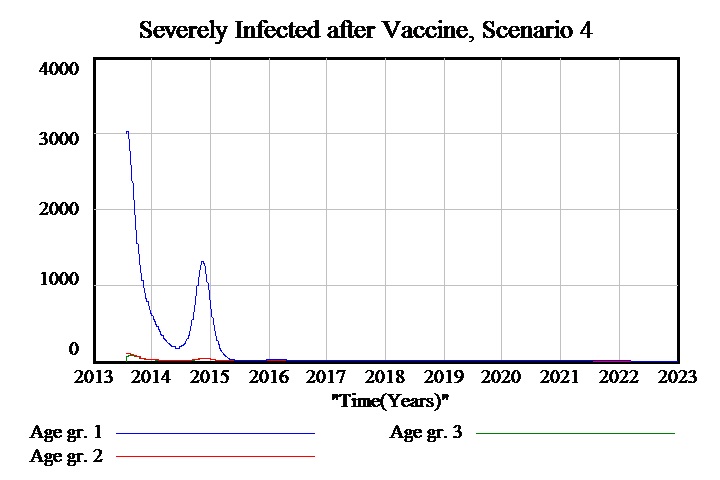 Severely Infected after Vaccine, Scenario 4
4000
3000
2000
1000
0
2013 2014 2015 2016 2017 2018 2019 2020 2021 2022 2023
"Time(Years)"
Age gr. 1
Age gr. 3
Age gr. 2